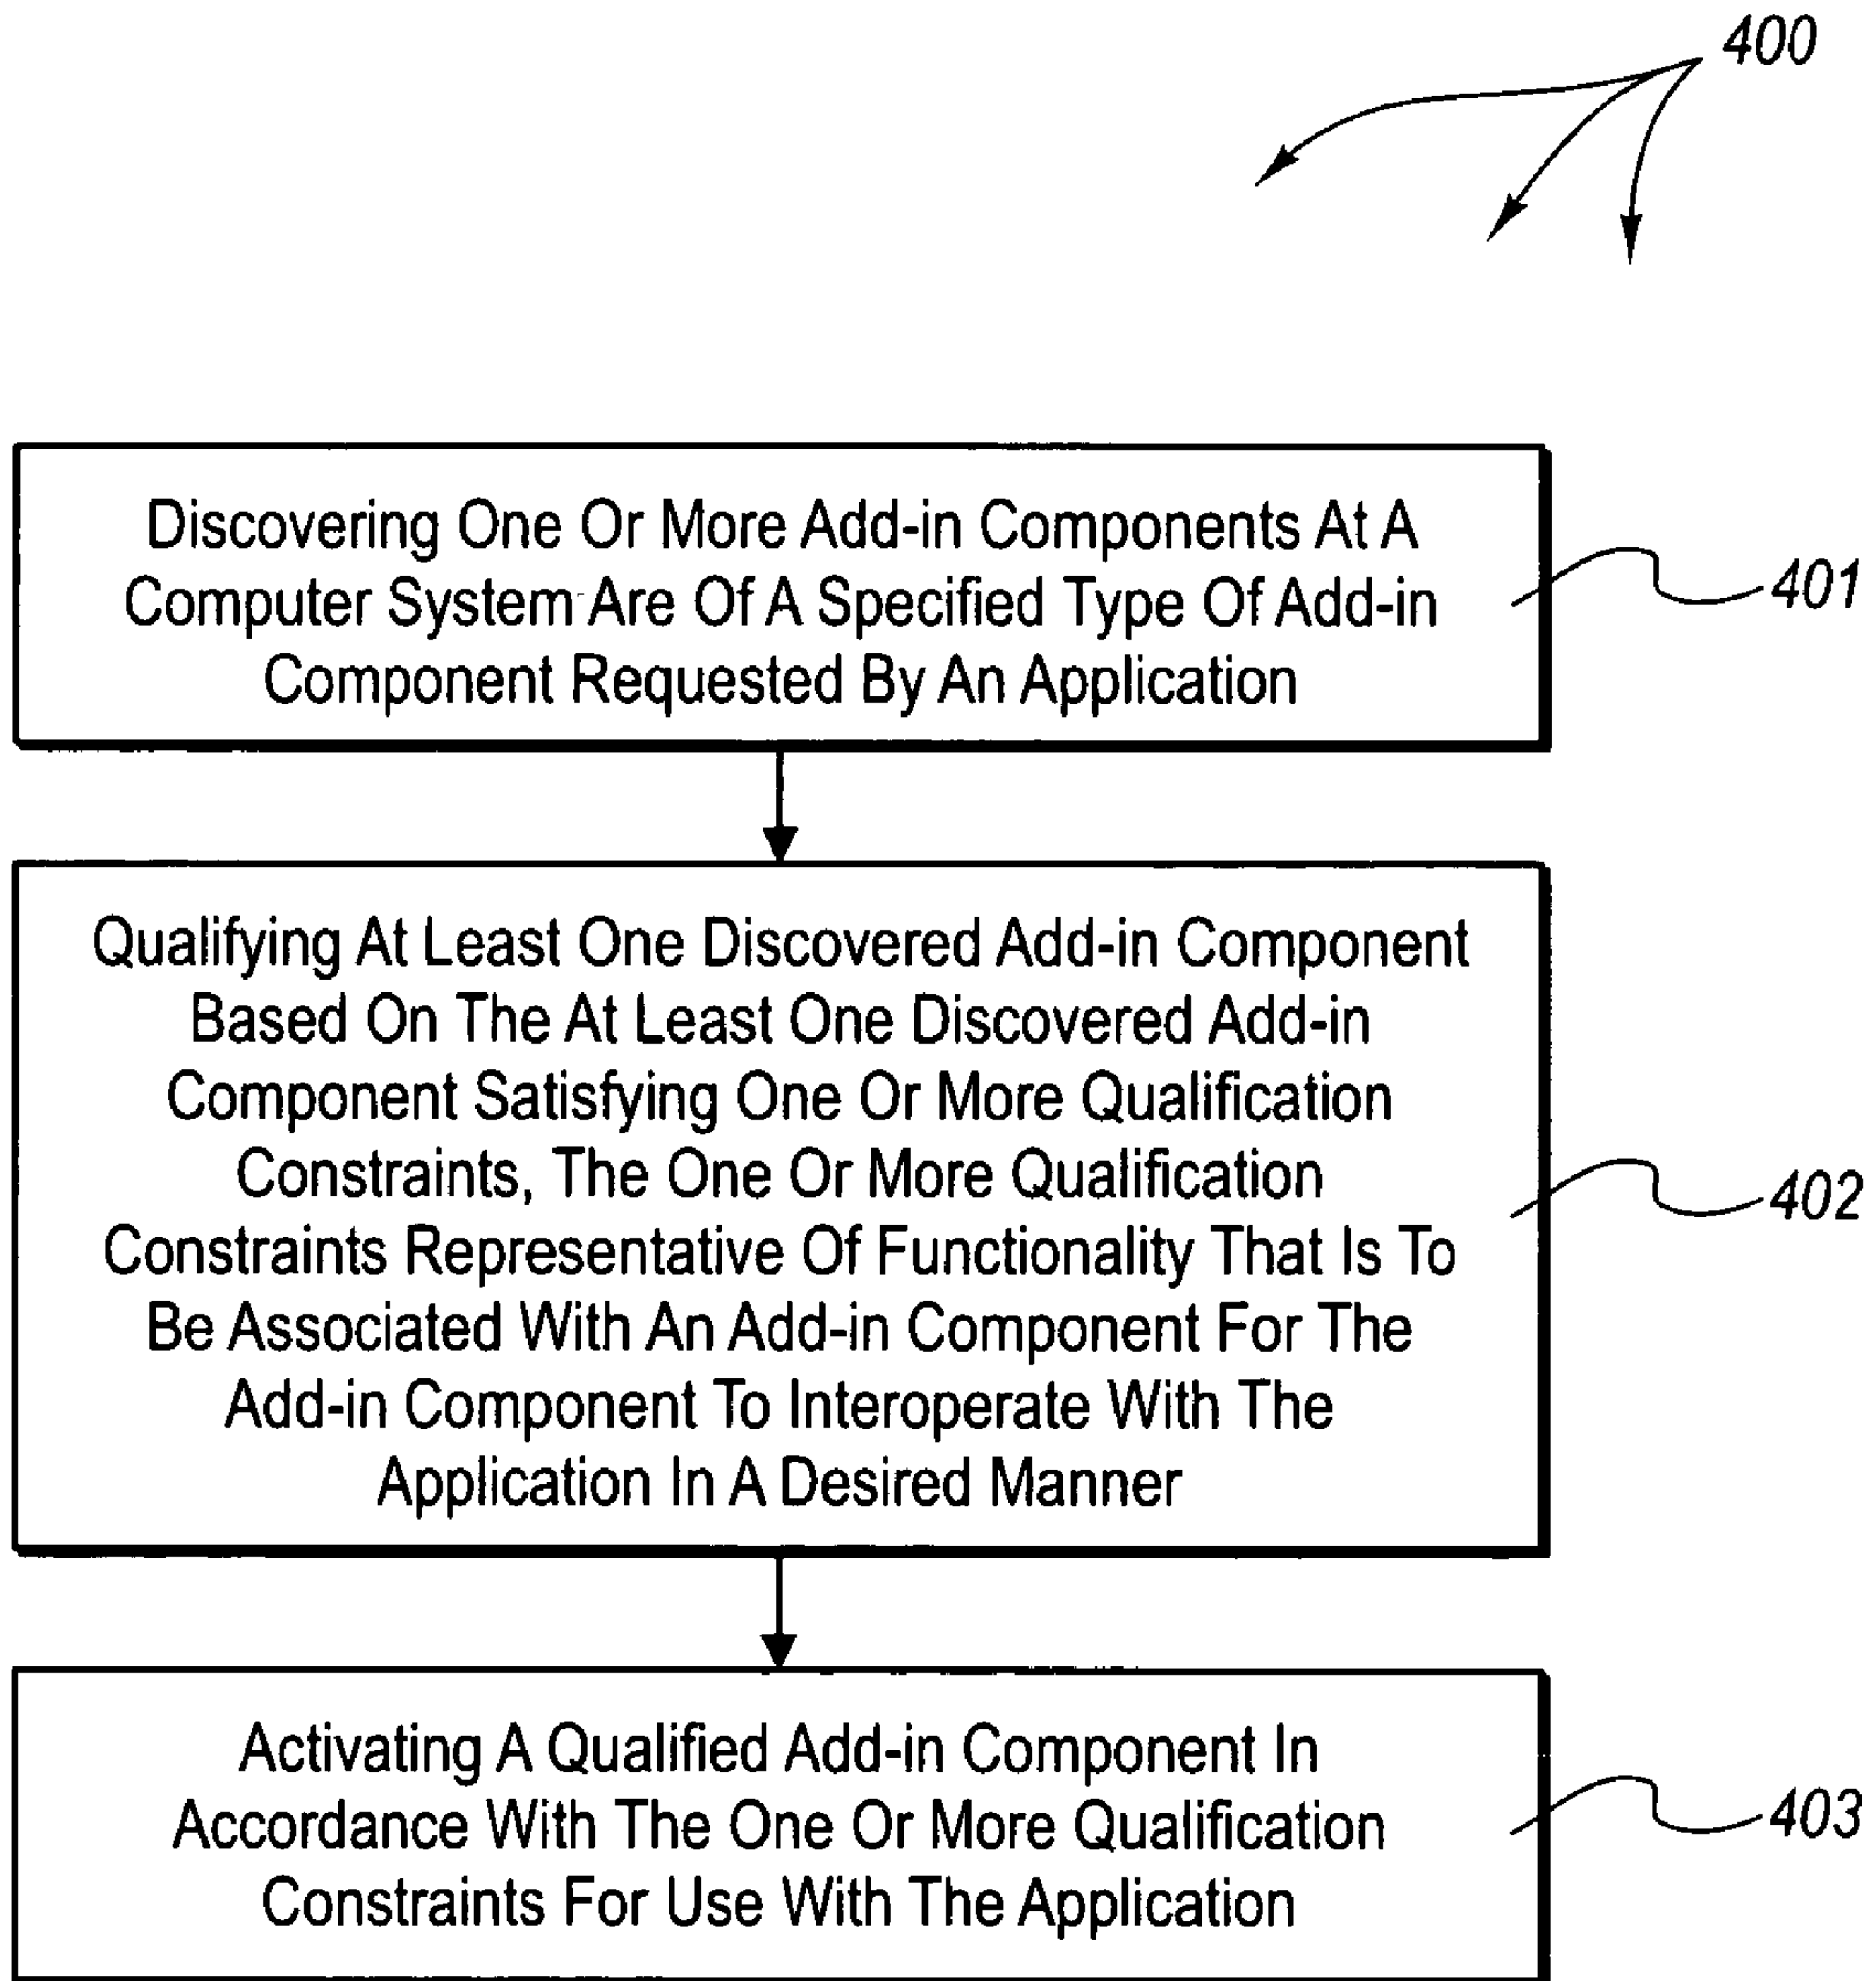 400
Discovering One Or More Add-in Components At A
Computer System Are Of A Specified Type Of Add-in
Component Requested By An Application
401
Qualifying At Least One Discovered Add-in Component
Based On The At Least One Discovered Add-in
Component Satisfying One Or More Qualification
Constraints, The One Or More Qualification
Constraints Representative Of Functionality That Is To
Be Associated With An Add-in Component For The
Add-in Component To Interoperate With The
Application In A Desired Manner
402
Activating A Qualified Add-in Component In
Accordance With The One Or More Qualification
Constraints For Use With The Application
403